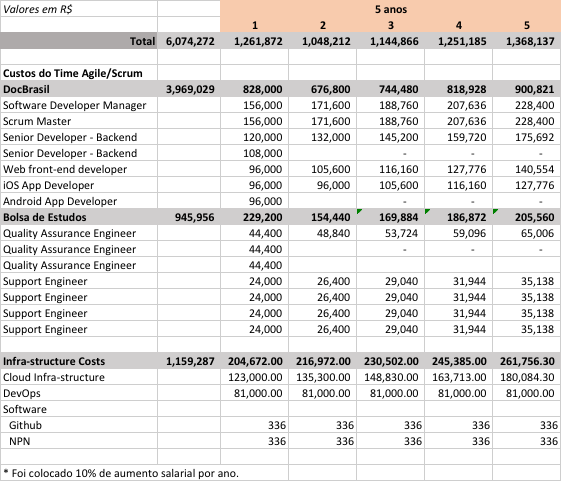 Valores em R$ 5 anos
1 2 3 4 5
Total 6,074,272 1,261,872 1,048,212 1,144,866 1,251,185 1,368,137
Custos do Time Agile/Scrum
DocBrasil 3,969,029 828,000 676,800 744,480 818,928 900,821
Software Developer Manager 156,000 171,600 188,760 207,636 228,400
Scrum Master 156,000 171,600 188,760 207,636 228,400
Senior Developer - Backend 120,000 132,000 145,200 159,720 175,692
Senior Developer - Backend 108,000 - - -
Web front-end developer 96,000 105,600 116,160 127,776 140,554
iOS App Developer 96,000 96,000 105,600 116,160 127,776
Android App Developer 96,000 - - -
Bolsa de Estudos 945,956 229,200 154,440 169,884 186,872 205,560
Quality Assurance Engineer 44,400 48,840 53,724 59,096 65,006
Quality Assurance Engineer 44,400 - - -
Quality Assurance Engineer 44,400
Support Engineer 24,000 26,400 29,040 31,944 35,138
Support Engineer 24,000 26,400 29,040 31,944 35,138
Support Engineer 24,000 26,400 29,040 31,944 35,138
Support Engineer 24,000 26,400 29,040 31,944 35,138
Infra-structure Costs 1,159,287 204,672.00 216,972.00 230,502.00 245,385.00 261,756.30
Cloud Infra-structure 123,000.00 135,300.00 148,830.00 163,713.00 180,084.30
DevOps 81,000.00 81,000.00 81,000.00 81,000.00 81,000.00
Software
Github 336 336 336 336 336
NPN 336 336 336 336 336
* Foi colocado 10% de aumento salarial por ano.